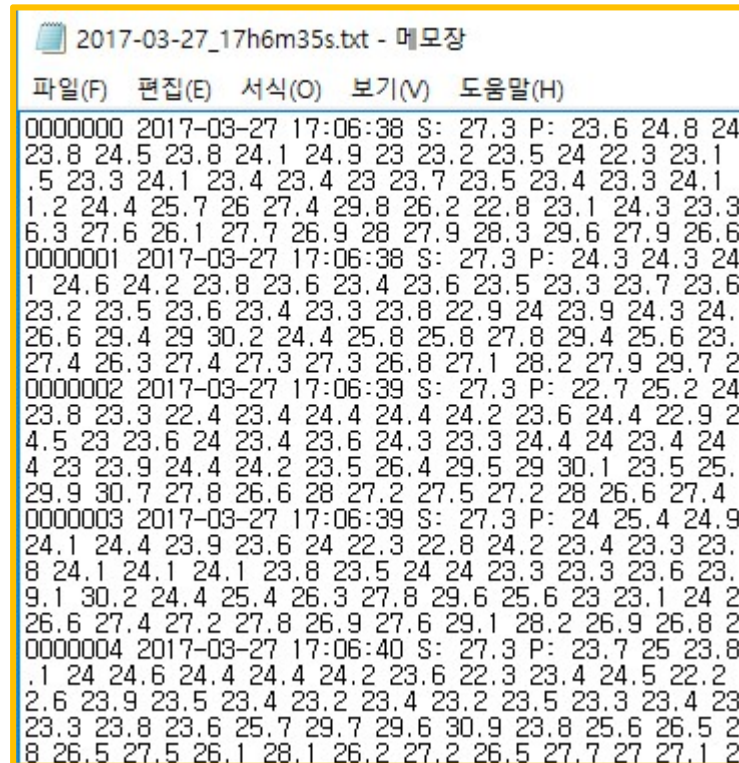 2017-03-27_17h6m35s.txt - 메모장
파일(F) 편집(E) 서식(O) 보기(V) 도움말(H)
0000000 2017-03-27 17:06:38 S: 27.3 P: 23.6 24.8 24
23.8 24.5 23.8 24.1 24.9 23 23.2 23.5 24 22.3 23.1
.5 23.3 24.1 23.4 23.4 23 23.7 23.5 23.4 23.3 24.1
1.2 24.4 25.7 26 27.4 29.8 26.2 22.8 23.1 24.3 23.3
6.3 27.6 26.1 27.7 26.9 28 27.9 28.3 29.6 27.9 26.6
0000001 2017-03-27 17:06:38 S: 27.3 P: 24.3 24.3 24
1 24.6 24.2 23.8 23.6 23.4 23.6 23.5 23.3 23.7 23.6
23.2 23.5 23.6 23.4 23.3 23.8 22.9 24 23.9 24.3 24.
26.6 29.4 29 30.2 24.4 25.8 25.8 27.8 29.4 25.6 23.
27.4 26.3 27.4 27.3 27.3 26.8 27.1 28.2 27.9 29.7 2
0000002 2017-03-27 17:06:39 S: 27.3 P: 22.7 25.2 24
23.8 23.3 22.4 23.4 24.4 24.4 24.2 23.6 24.4 22.9 2
4.5 23 23.6 24 23.4 23.6 24.3 23.3 24.4 24 23.4 24
4 23 23.9 24.4 24.2 23.5 26.4 29.5 29 30.1 23.5 25.
29.9 30.7 27.8 26.6 28 27.2 27.5 27.2 28 26.6 27.4
0000003 2017-03-27 17:06:39 S: 27.3 P: 24 25.4 24.9
24.1 24.4 23.9 23.6 24 22.3 22.8 24.2 23.4 23.3 23.
8 24.1 24.1 24.1 23.8 23.5 24 24 23.3 23.3 23.6 23.
9.1 30.2 24.4 25.4 26.3 27.8 29.6 25.6 23 23.1 24 2
26.6 27.4 27.2 27.8 26.9 27.6 29.1 28.2 26.9 26.8 2
0000004 2017-03-27 17:06:40 S: 27.3 P: 23.7 25 23.8
.1 24 24.6 24.4 24.4 24.2 23.6 22.3 23.4 24.5 22.2
2.6 23.9 23.5 23.4 23.2 23.4 23.2 23.5 23.3 23.4 23
23.3 23.8 23.6 25.7 29.7 29.6 30.9 23.8 25.6 26.5 2
8 26.5 27.5 26.1 28.1 26.2 27.2 26.5 27.7 27 27.1 2